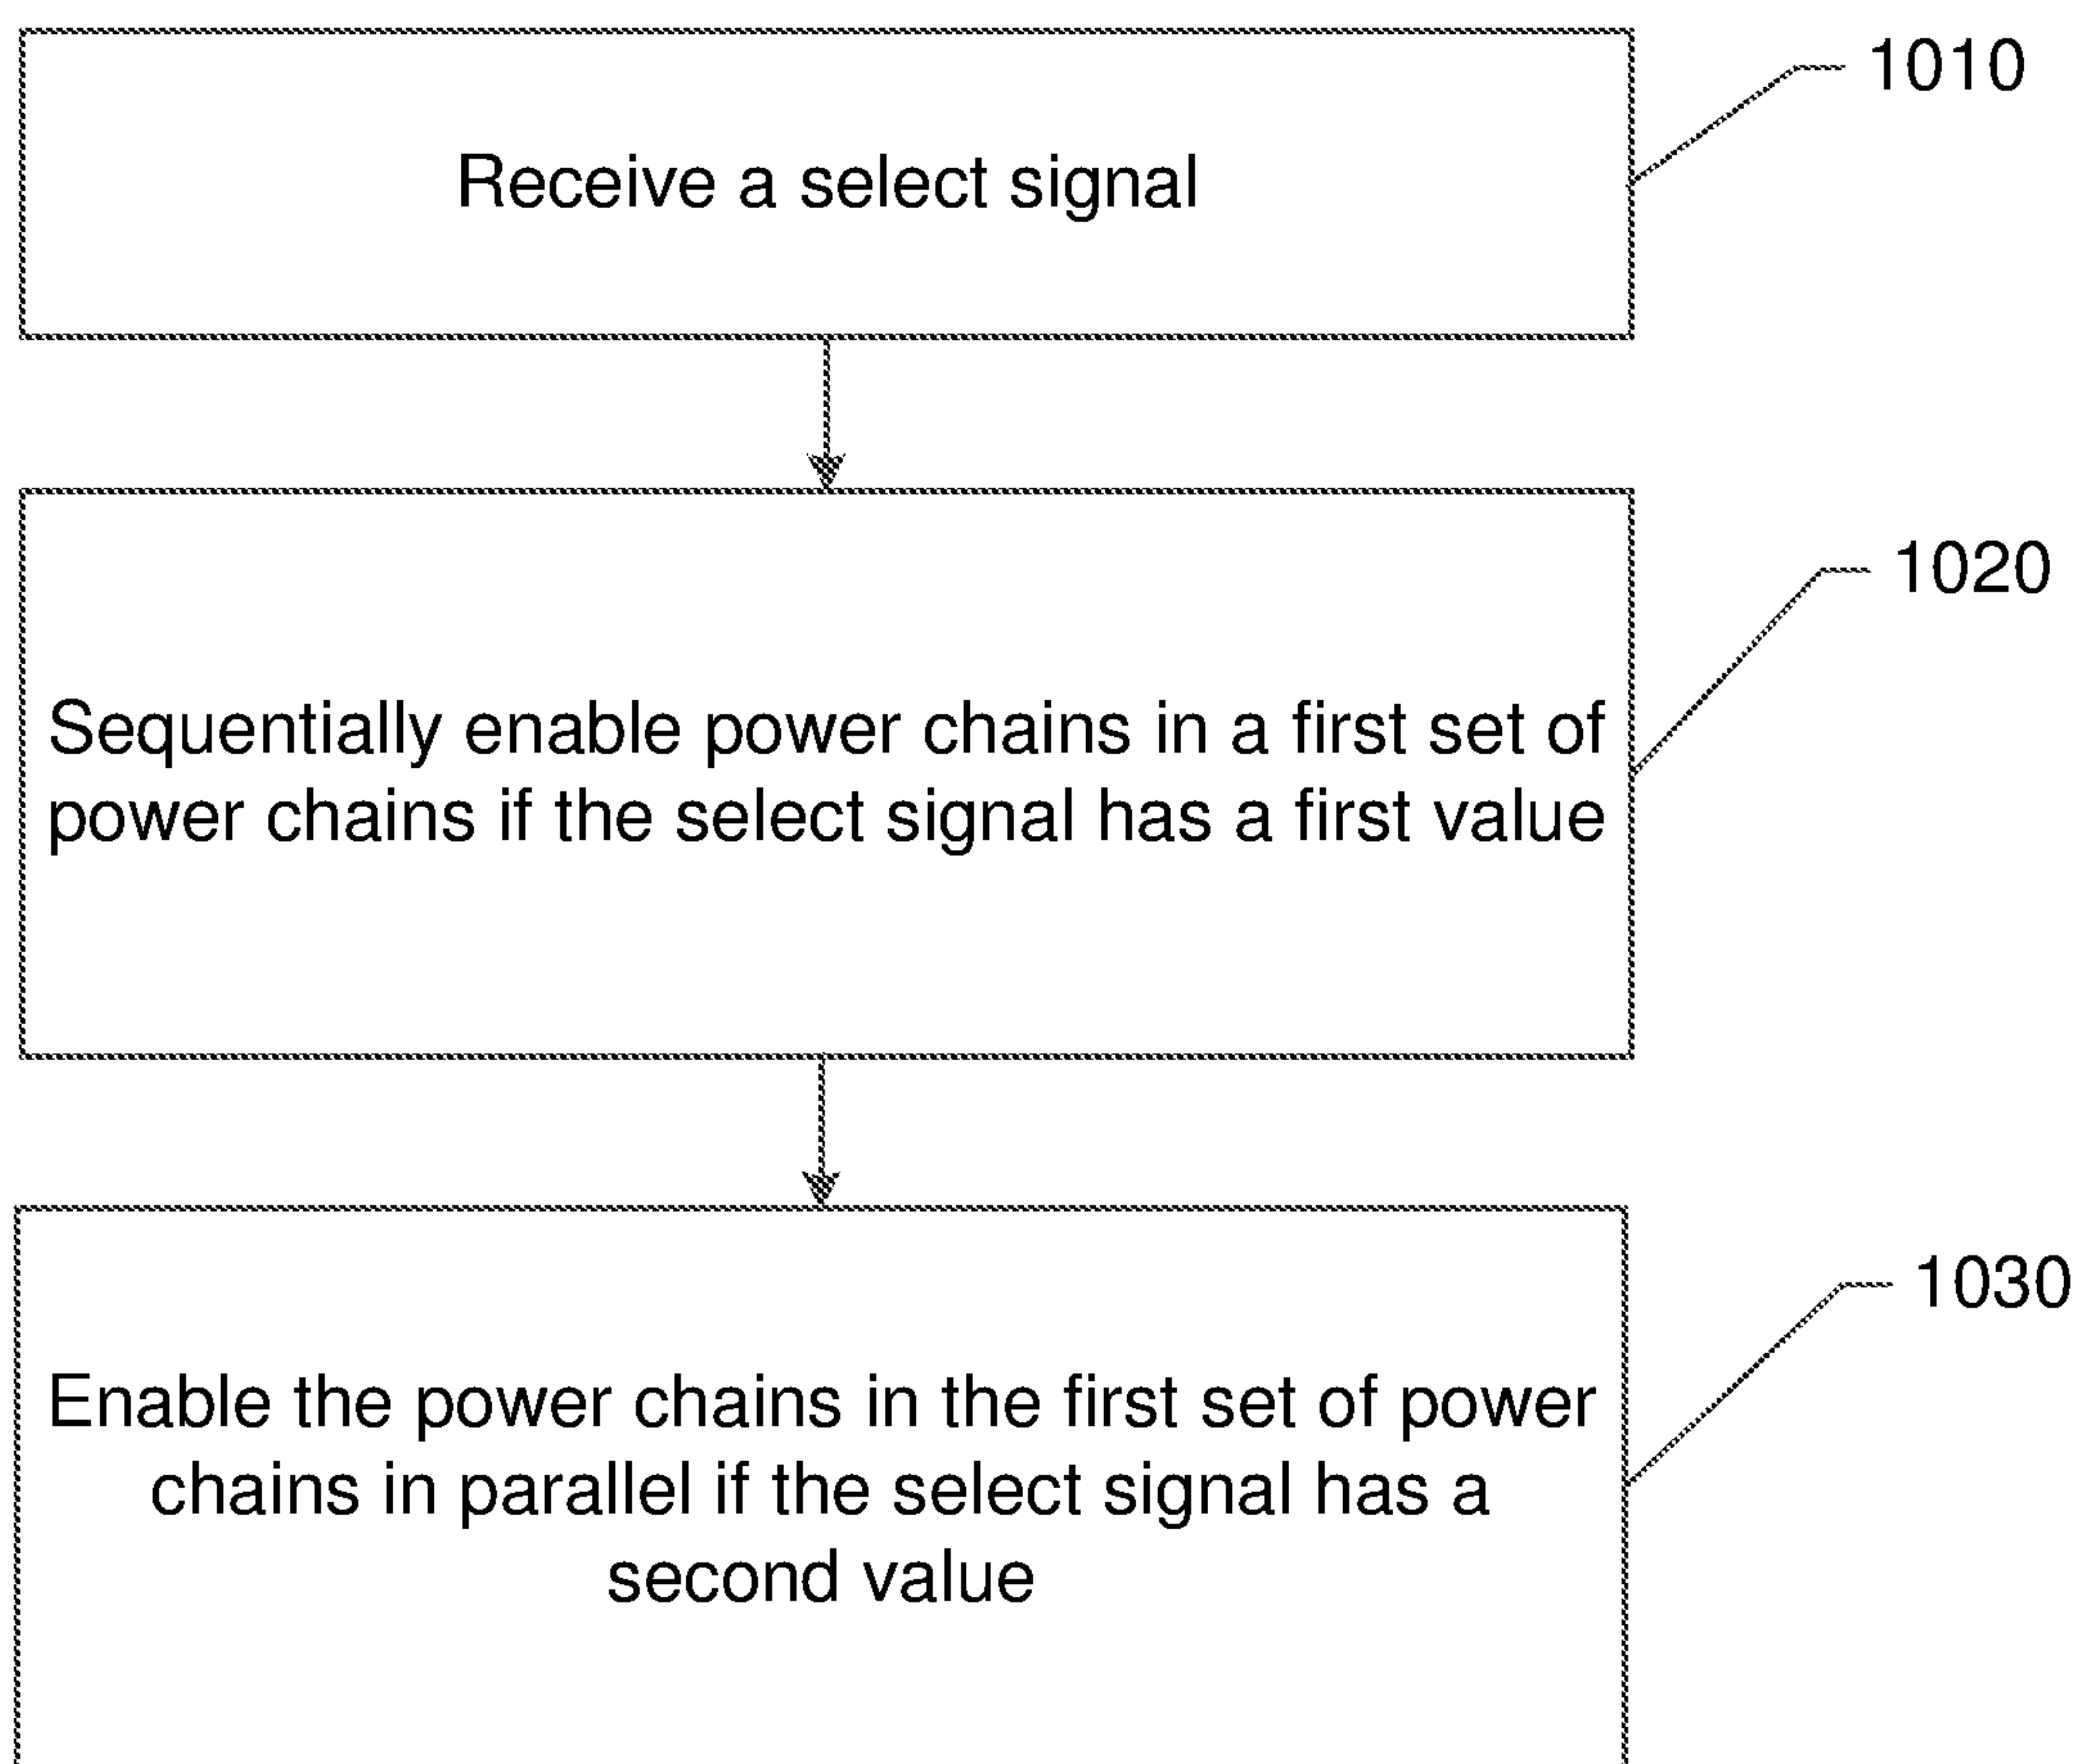 1010
Receive a select signal
1020
Sequentially enable power chains in a first set of
power chains if the select signal has a first value
1030
Enable the power chains in the first set of power
chains in parallel if the select signal has a
second value